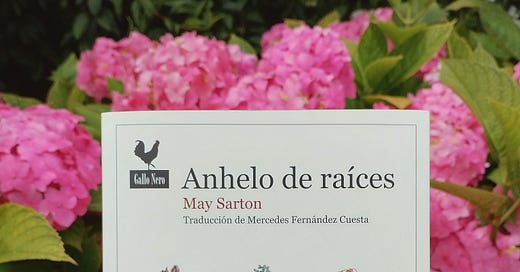 Gallo Nero
Anhelo de raíces
May Sarton
Traducción de Mercedes Fernández Cuesta